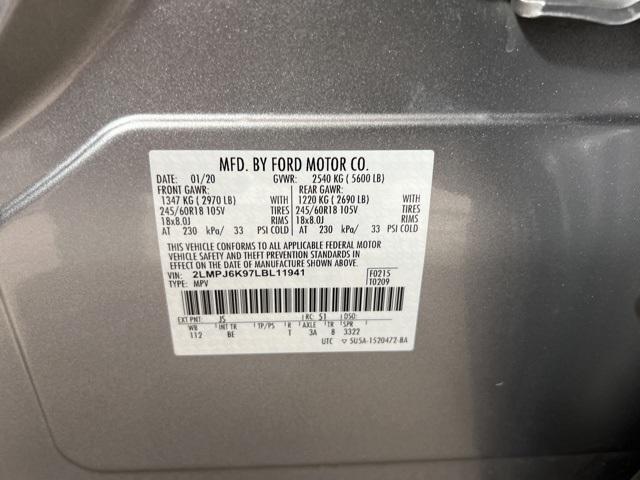 MFD. BY FORD MOTOR CO.
DATE: 01/20 GVWR: 2540 KG ( 5600 LB)
FRONT GAWR: REAR GAWR:
1347 KG ( 2970 LB) WITH 1220 KG ( 2690 LB) WITH
245/60R18 105V TIRES 245/60R18 105V TIRES
18x8.0J RIMS 18x8.0J RIMS
AT 230 kPa/ 33 PSI COLD AT 230 kPa/ 33 PSI COLD
THIS VEHICLE CONFORMS TO ALL APPLICABLE FEDERAL MOTOR
VEHICLE SAFETY AND THEFT PREVENTION STANDARDS IN
EFFECT ON THE DATE OF MANUFACTURE SHOWN ABOVE.
VIN: 2LMPJ6K97LBL11941 F0215
TYPE: MPV T0209
EXT PNT: JS RC: 51 DSO:
WB INT TR TP/PS R AXLE TR SPR
112 BE T 3A 8 3322
UTC ▽ 5U5A-1520472-BA